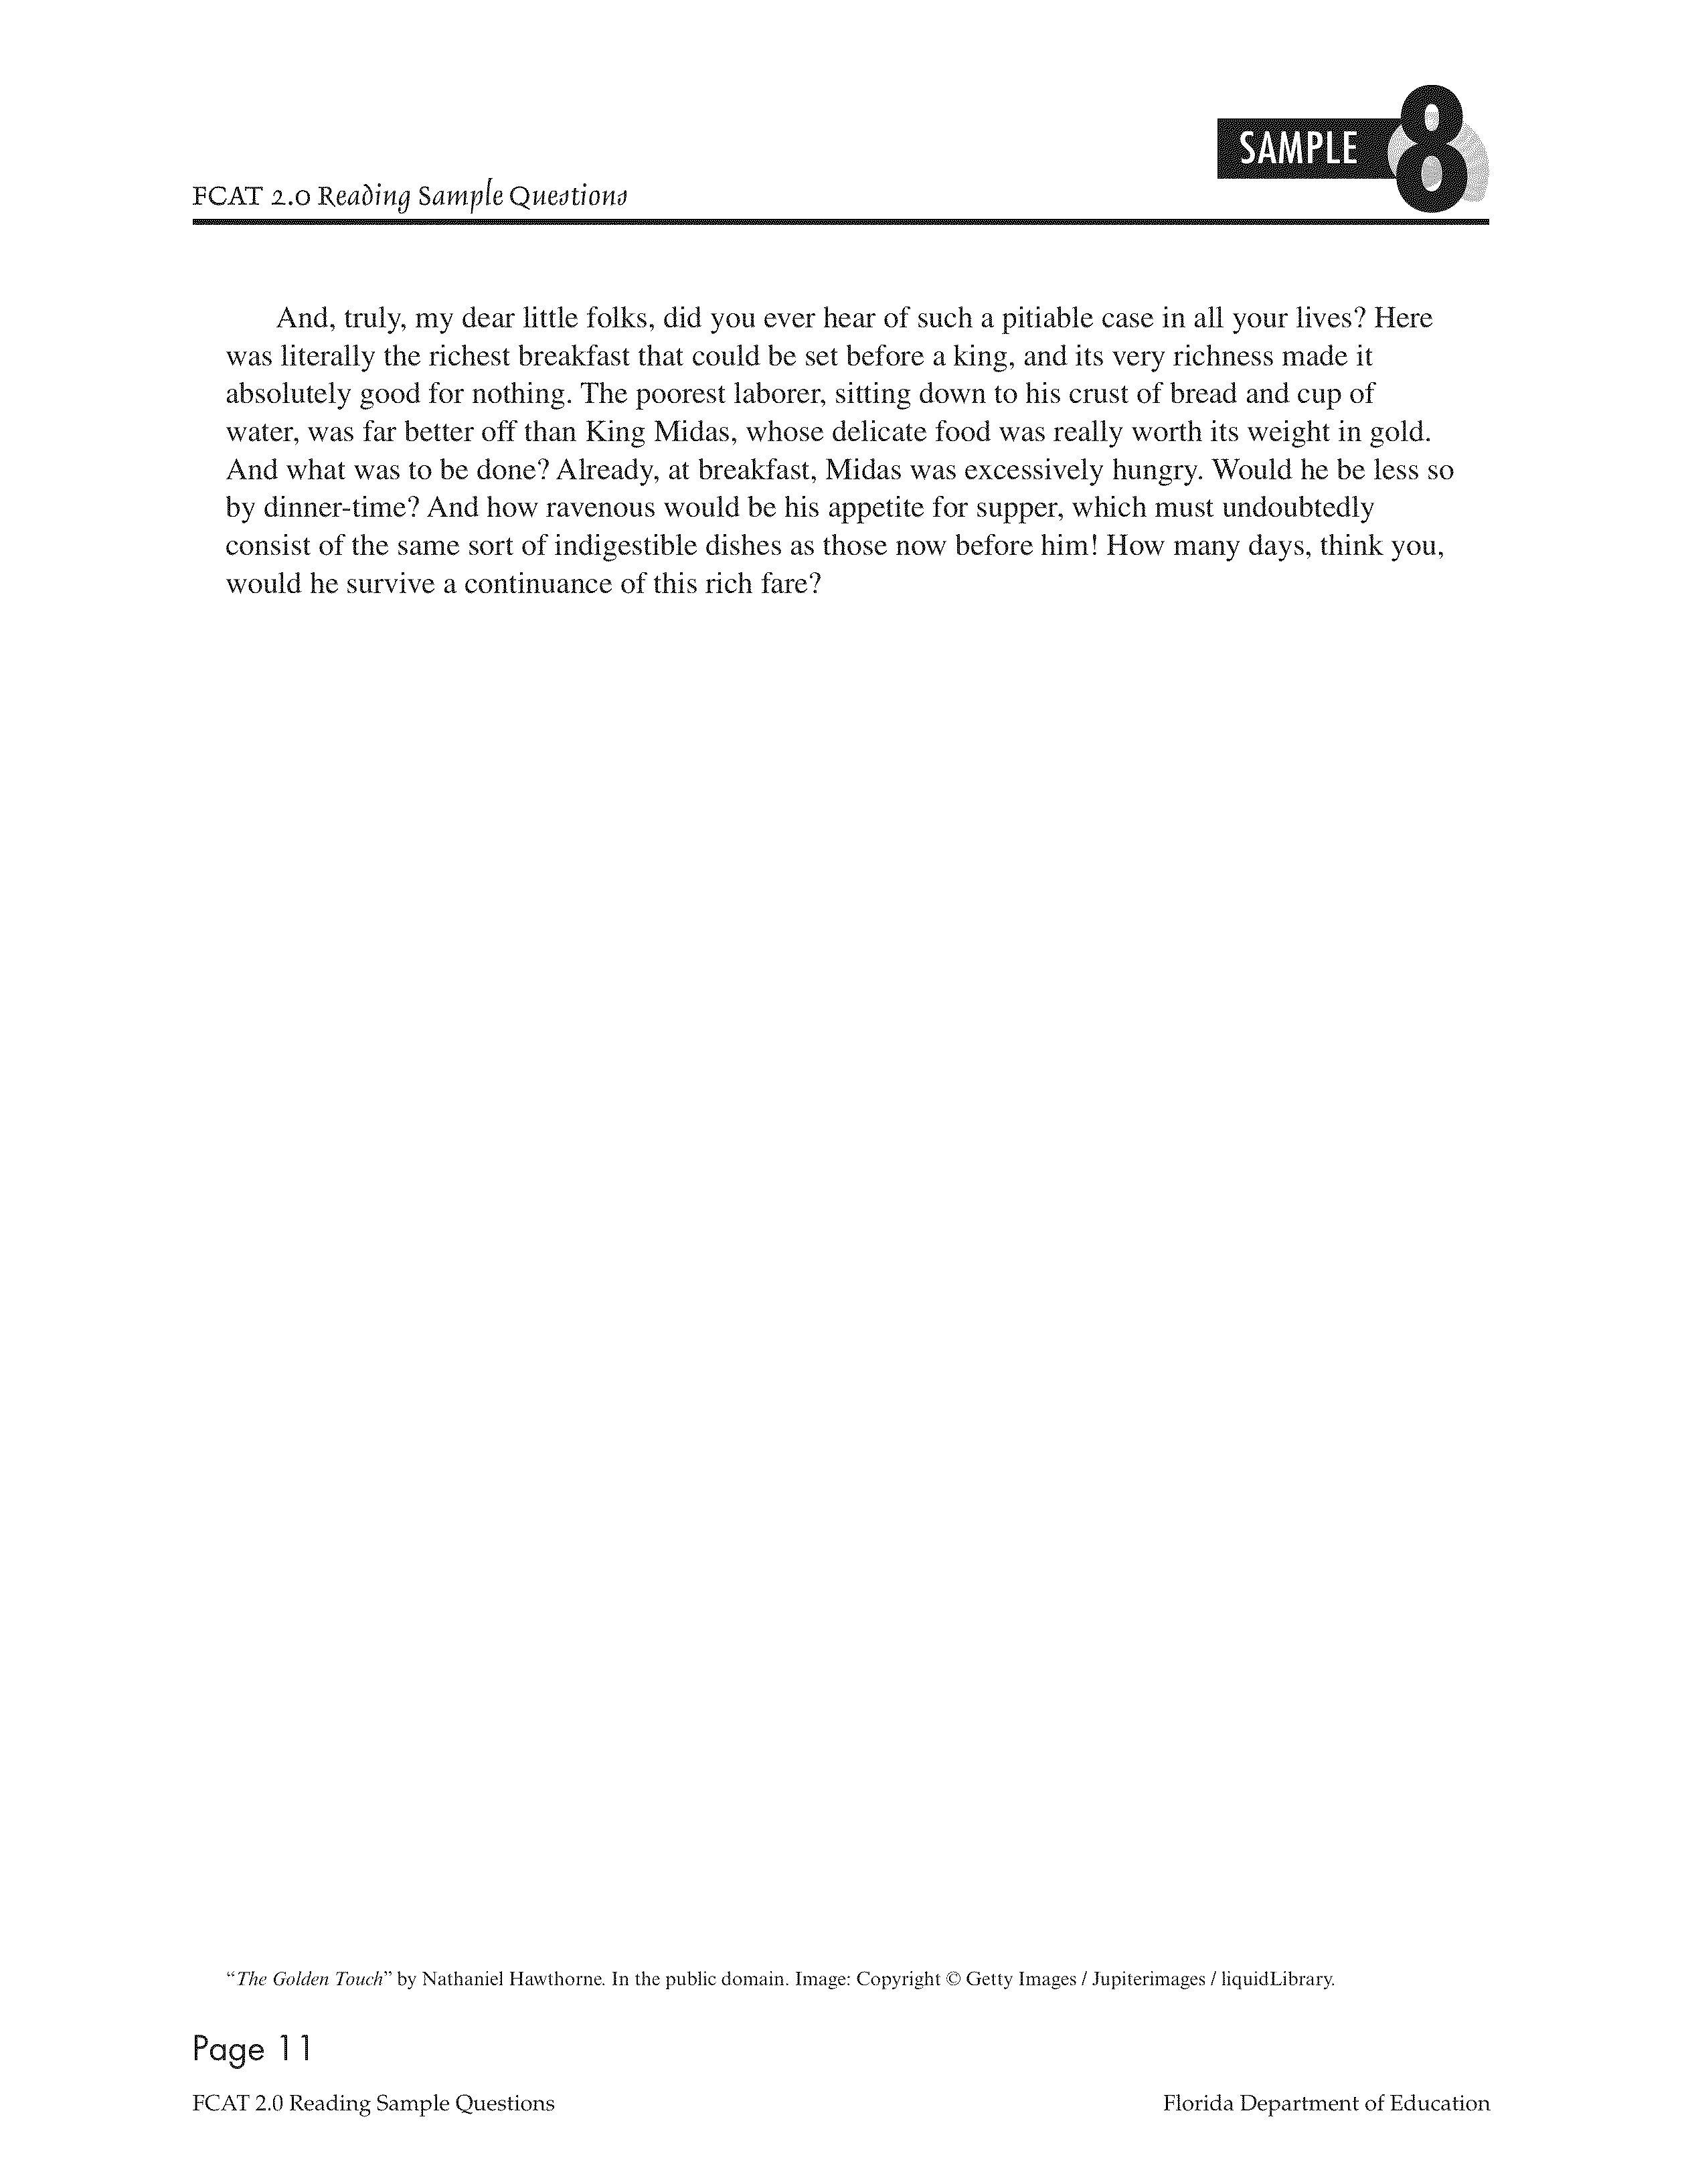 SAMPLE 8
FCAT 2.0 Reading Sample Questions
And, truly, my dear little folks, did you ever hear of such a pitiable case in all your lives? Here
was literally the richest breakfast that could be set before a king, and its very richness made it
absolutely good for nothing. The poorest laborer, sitting down to his crust of bread and cup of
water, was far better off than King Midas, whose delicate food was really worth its weight in gold.
And what was to be done? Already, at breakfast, Midas was excessively hungry. Would he be less so
by dinner-time? And how ravenous would be his appetite for supper, which must undoubtedly
consist of the same sort of indigestible dishes as those now before him! How many days, think you,
would he survive a continuance of this rich fare?
“The Golden Touch” by Nathaniel Hawthorne. In the public domain. Image: Copyright © Getty Images / Jupiterimages / liquidLibrary.
Page 11
FCAT 2.0 Reading Sample Questions Florida Department of Education